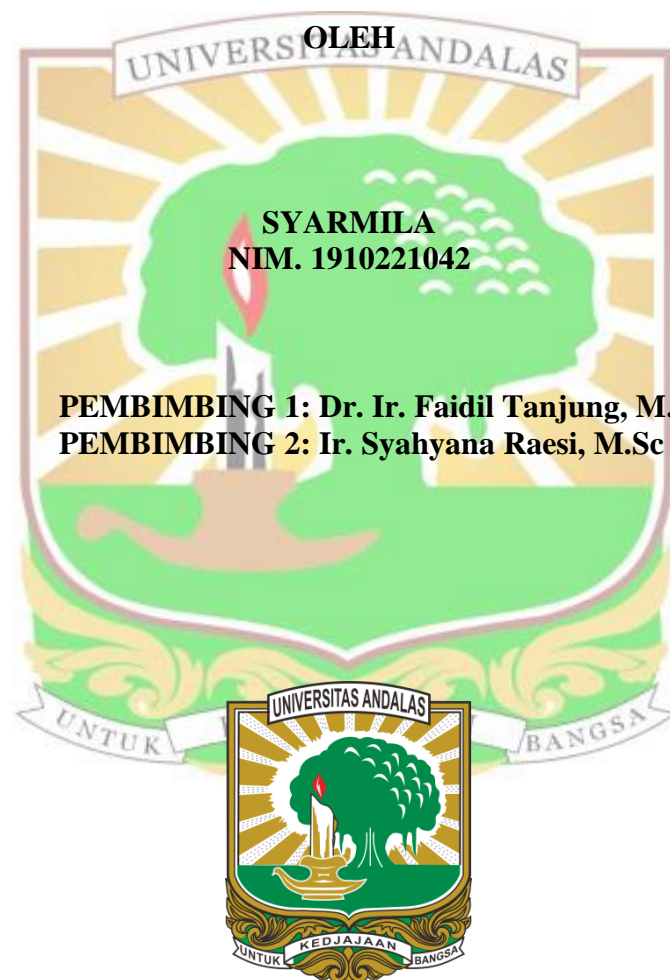 OLEH
UNIVERSITAS ANDALAS
SYARMILA
NIM. 1910221042
PEMBIMBING 1: Dr. Ir. Faidil Tanjung, M.
PEMBIMBING 2: Ir. Syahyana Raesi, M.Sc
UNTUK BANGSA
UNIVERSITAS ANDALAS
UNTUK KEDJAJAAN BANGSA